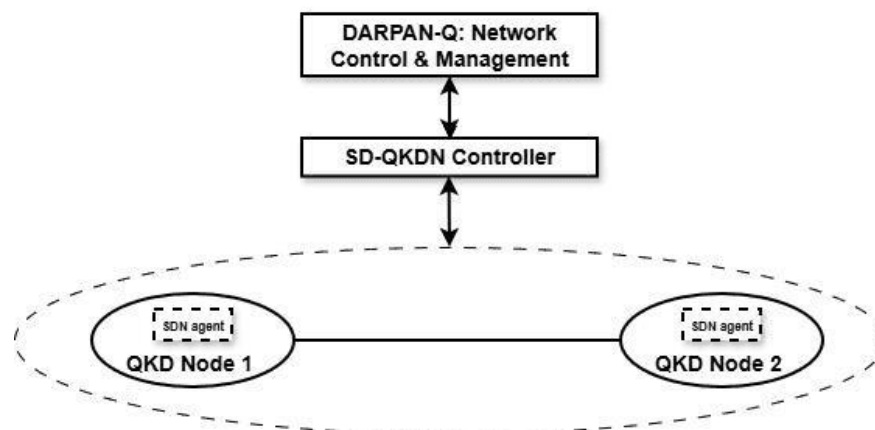 DARPAN-Q: Network
Control & Management
SD-QKDN Controller
SDN agent
QKD Node 1
SDN agent
QKD Node 2